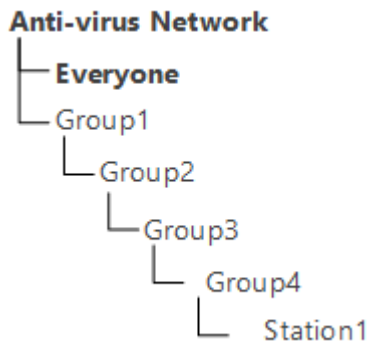 Anti-virus Network
Everyone
Group1
Group2
Group3
Group4
Station1